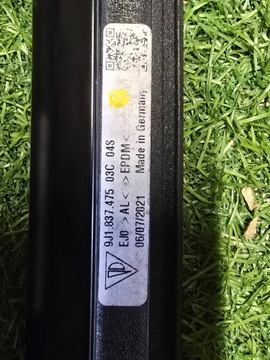 9J1.837.475 03C 04S
EJ0 >AL< >EPDM<
06/07/2021 Made in Germany